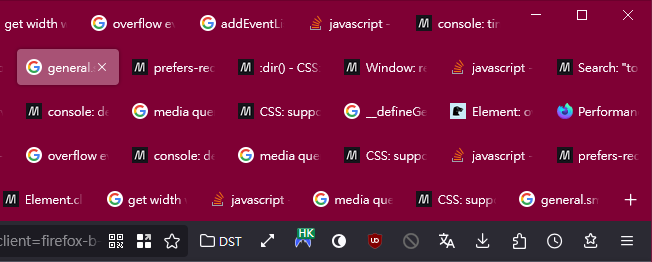 get width overflow e addEventLi javascript - console: tir
general.s prefers-rec :dir() - CSS Window: re javascript - Search: "to
console: de media que CSS: suppo __defineGe Element: o Performan
overflow e console: de media que CSS: suppo javascript - prefers-rec
Element.cl get width javascript - media que CSS: suppo general.sm
client=firefox-b- DST HK